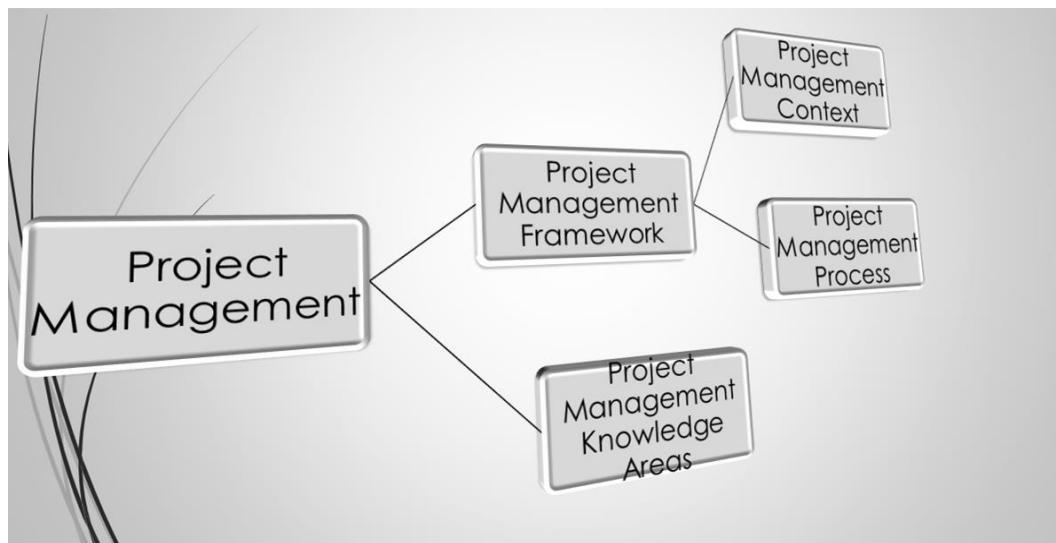 Project
Management
Project
Management
Framework
Project
Management
Context
Project
Management
Process
Project
Management
Knowledge
Areas